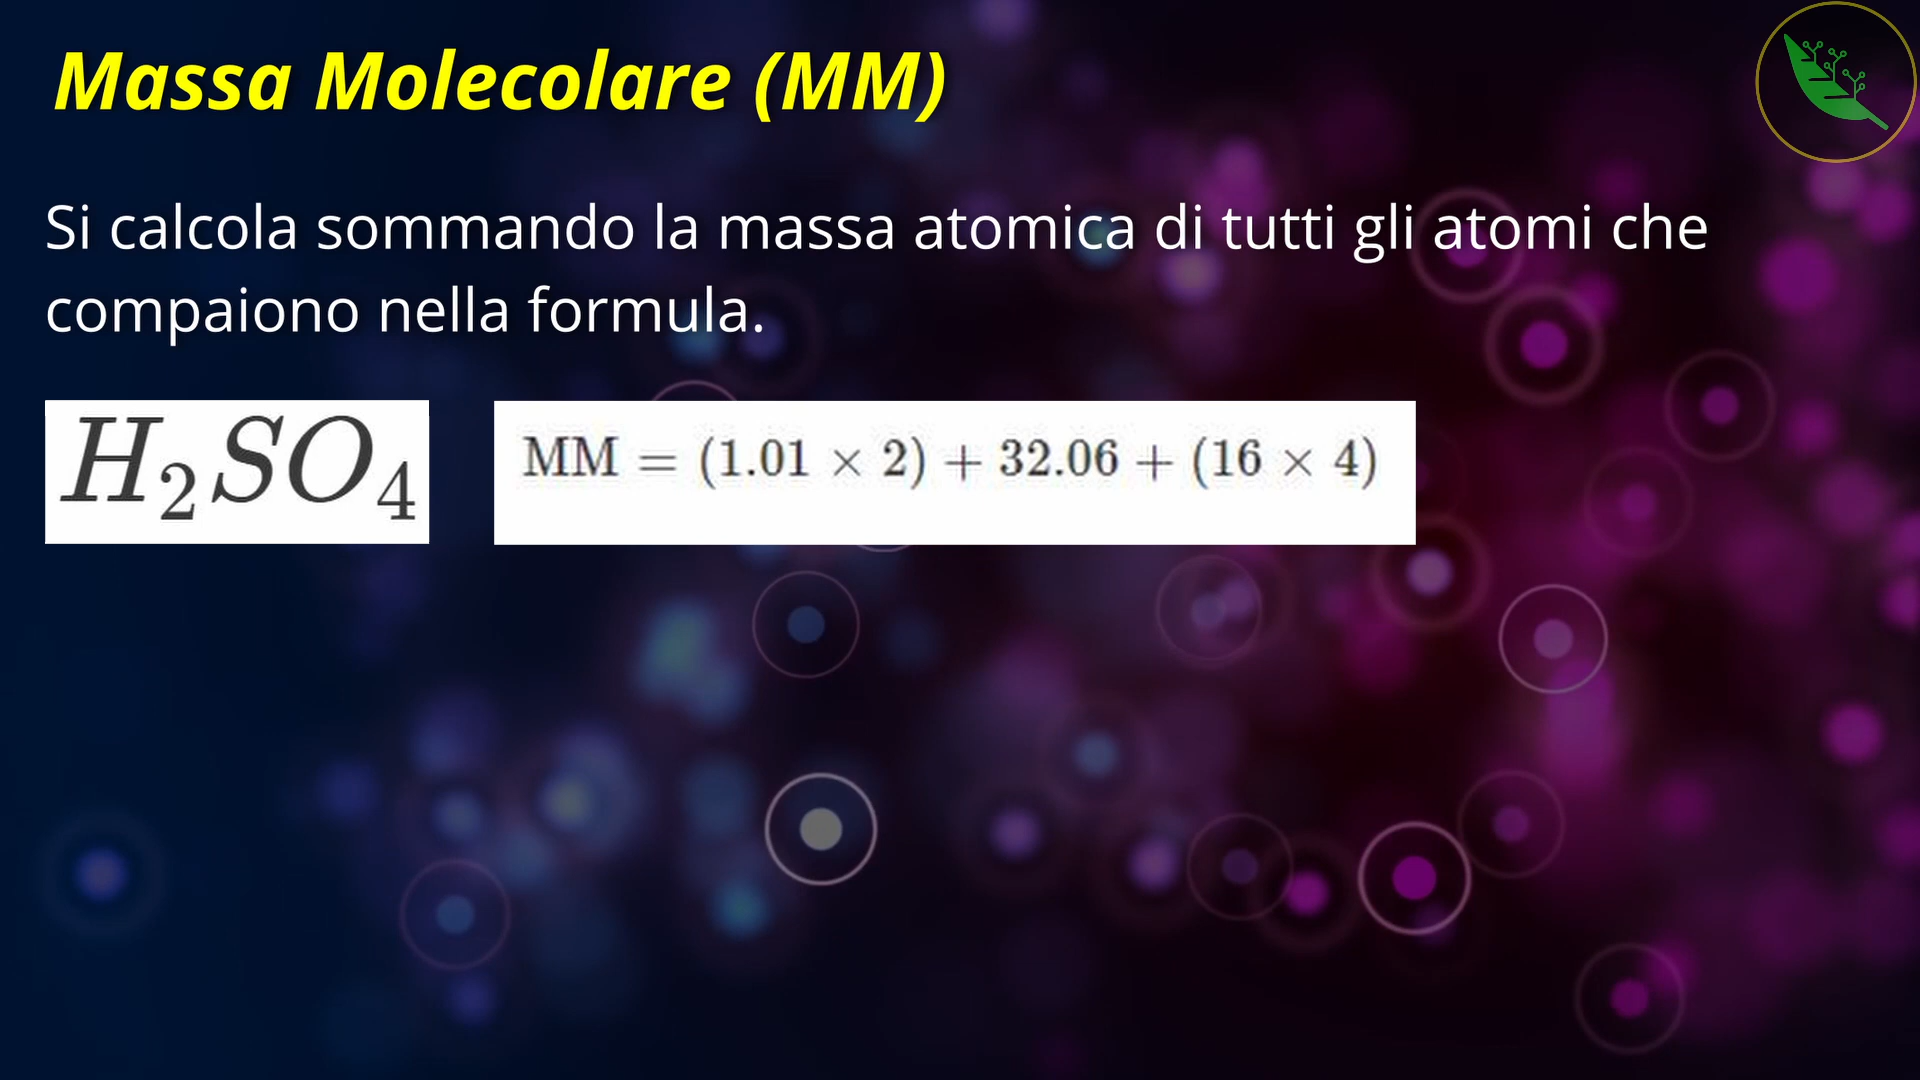 Massa Molecolare (MM)
Si calcola sommando la massa atomica di tutti gli atomi che
compaiono nella formula.
H₂SO₄
MM = (1.01 × 2) + 32.06 + (16 × 4)